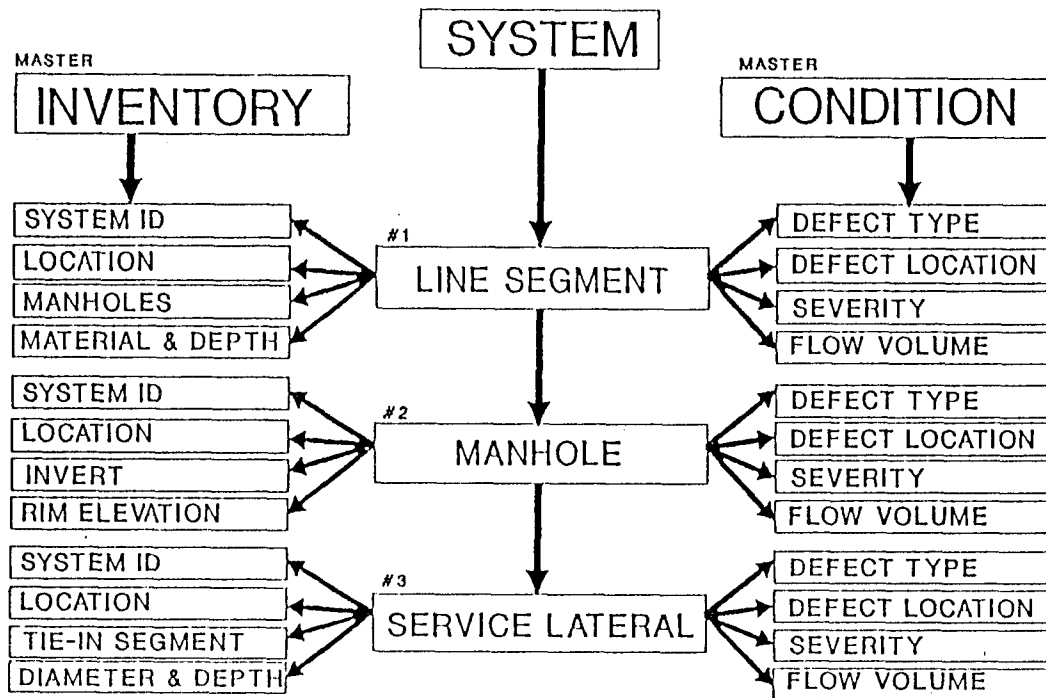 SYSTEM
MASTER
INVENTORY
MASTER
CONDITION
SYSTEM ID
LOCATION
MANHOLES
MATERIAL & DEPTH
#1
LINE SEGMENT
DEFECT TYPE
DEFECT LOCATION
SEVERITY
FLOW VOLUME
SYSTEM ID
LOCATION
INVERT
RIM ELEVATION
#2
MANHOLE
DEFECT TYPE
DEFECT LOCATION
SEVERITY
FLOW VOLUME
SYSTEM ID
LOCATION
TIE-IN SEGMENT
DIAMETER & DEPTH
#3
SERVICE LATERAL
DEFECT TYPE
DEFECT LOCATION
SEVERITY
FLOW VOLUME